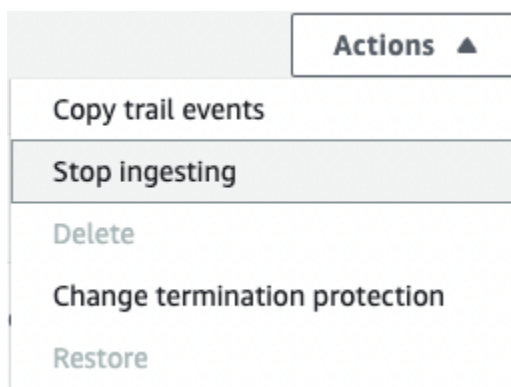 Actions
Copy trail events
Stop ingesting
Delete
Change termination protection
Restore